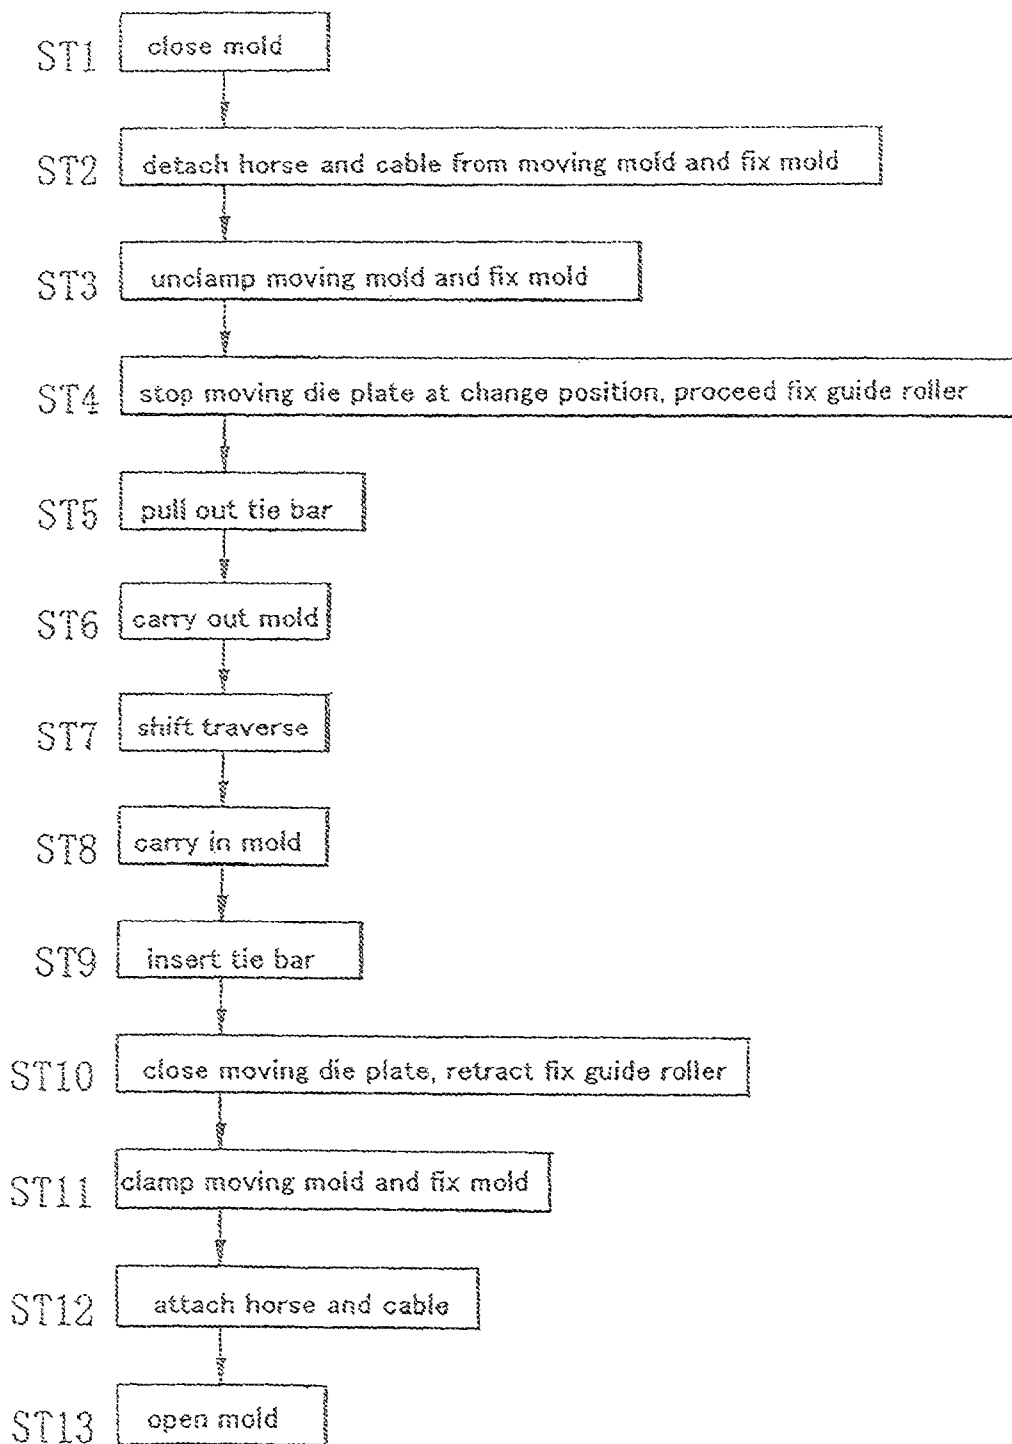 ST1 close mold
ST2 detach horse and cable from moving mold and fix mold
ST3 unclamp moving mold and fix mold
ST4 stop moving die plate at change position, proceed fix guide roller
ST5 pull out tie bar
ST6 carry out mold
ST7 shift traverse
ST8 carry in mold
ST9 insert tie bar
ST10 close moving die plate, retract fix guide roller
ST11 clamp moving mold and fix mold
ST12 attach horse and cable
ST13 open mold